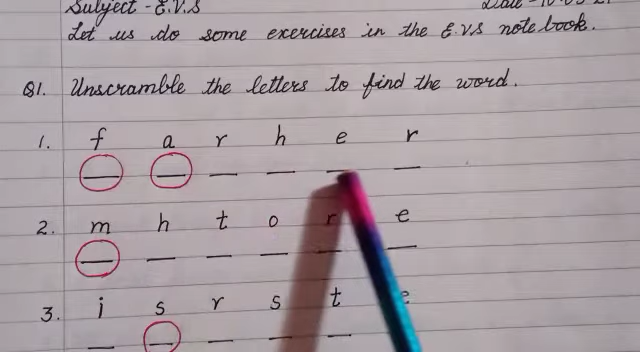 Subject - E.V.S
Let us do some exercises in the E.V.S note book.
Q1. Unscramble the letters to find the word.
1. f a r h e r
2. m h t o r e
3. i s r s t e